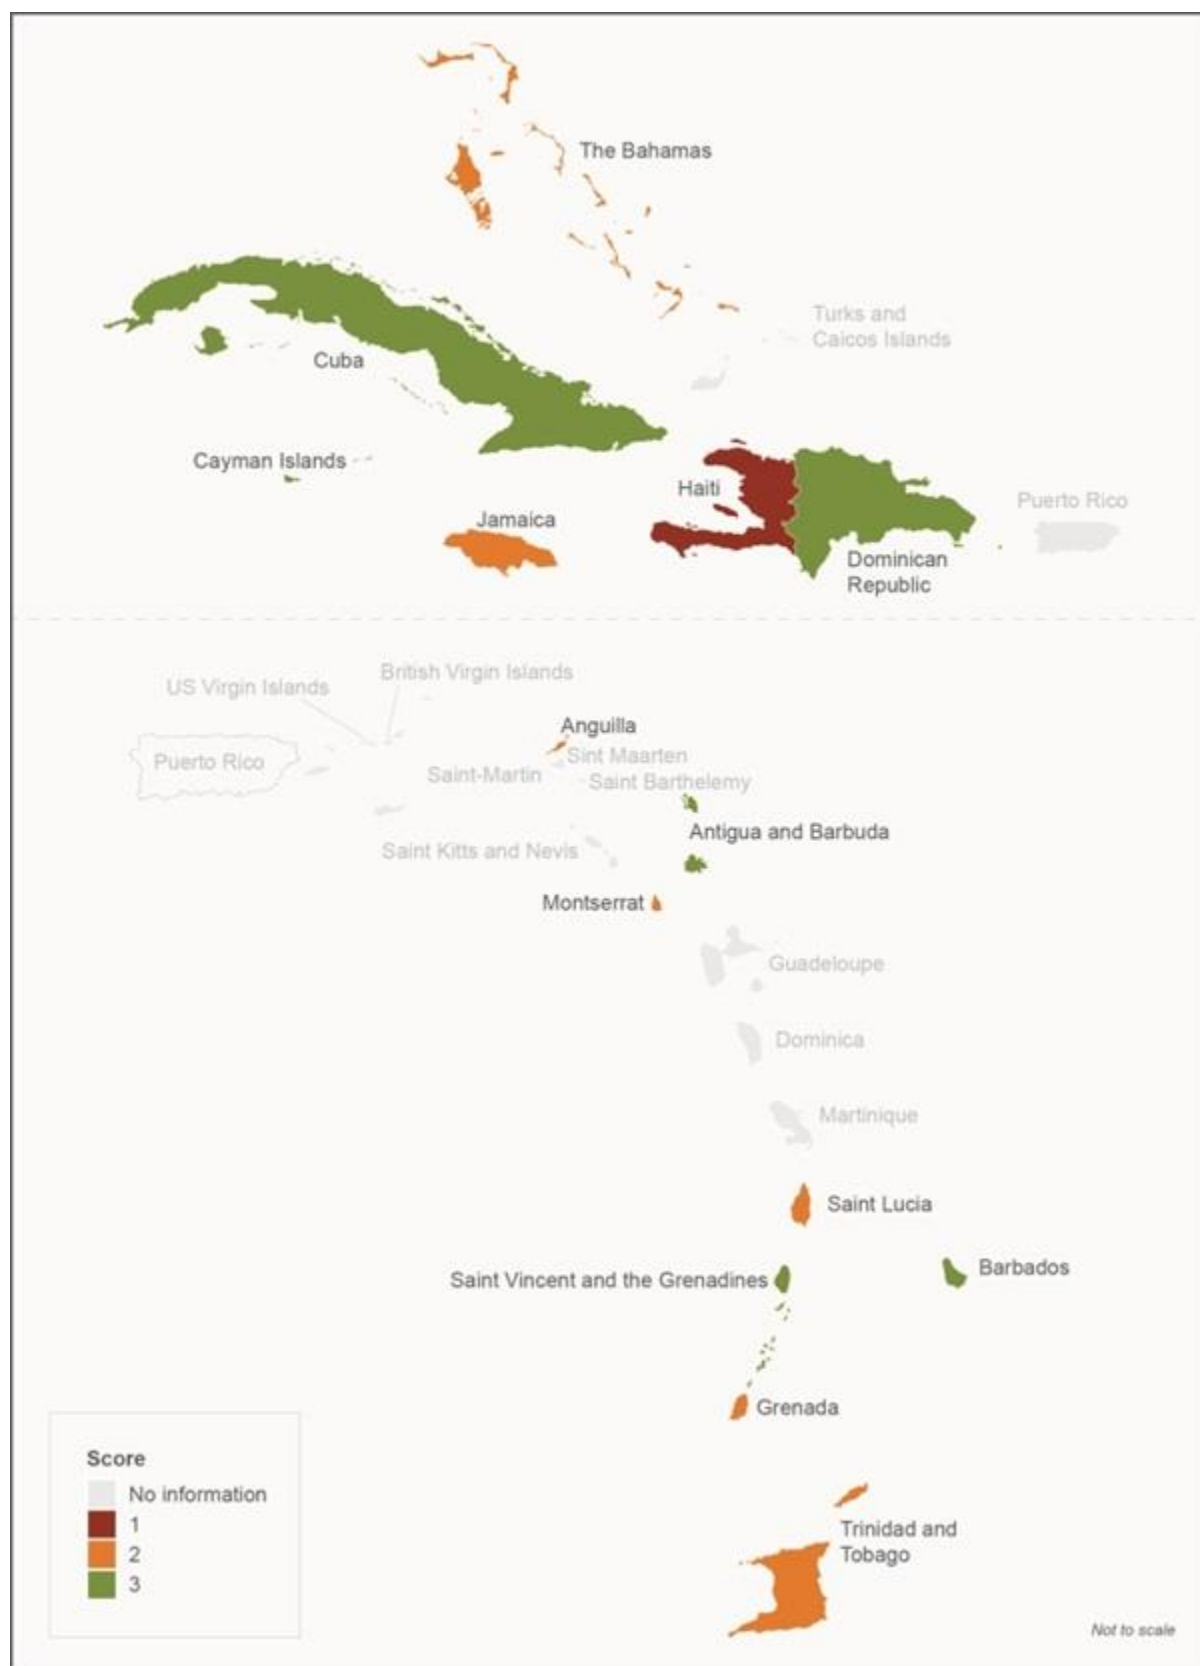 The Bahamas
Turks and
Caicos Islands
Cuba
Cayman Islands
Haiti
Puerto Rico
Jamaica
Dominican
Republic
British Virgin Islands
US Virgin Islands
Anguilla
Sint Maarten
Puerto Rico
Saint-Martin
Saint Barthelemy
Antigua and Barbuda
Saint Kitts and Nevis
Montserrat
Guadeloupe
Dominica
Martinique
Saint Lucia
Saint Vincent and the Grenadines
Barbados
Grenada
Score
No information
1
2
3
Trinidad and
Tobago
Not to scale